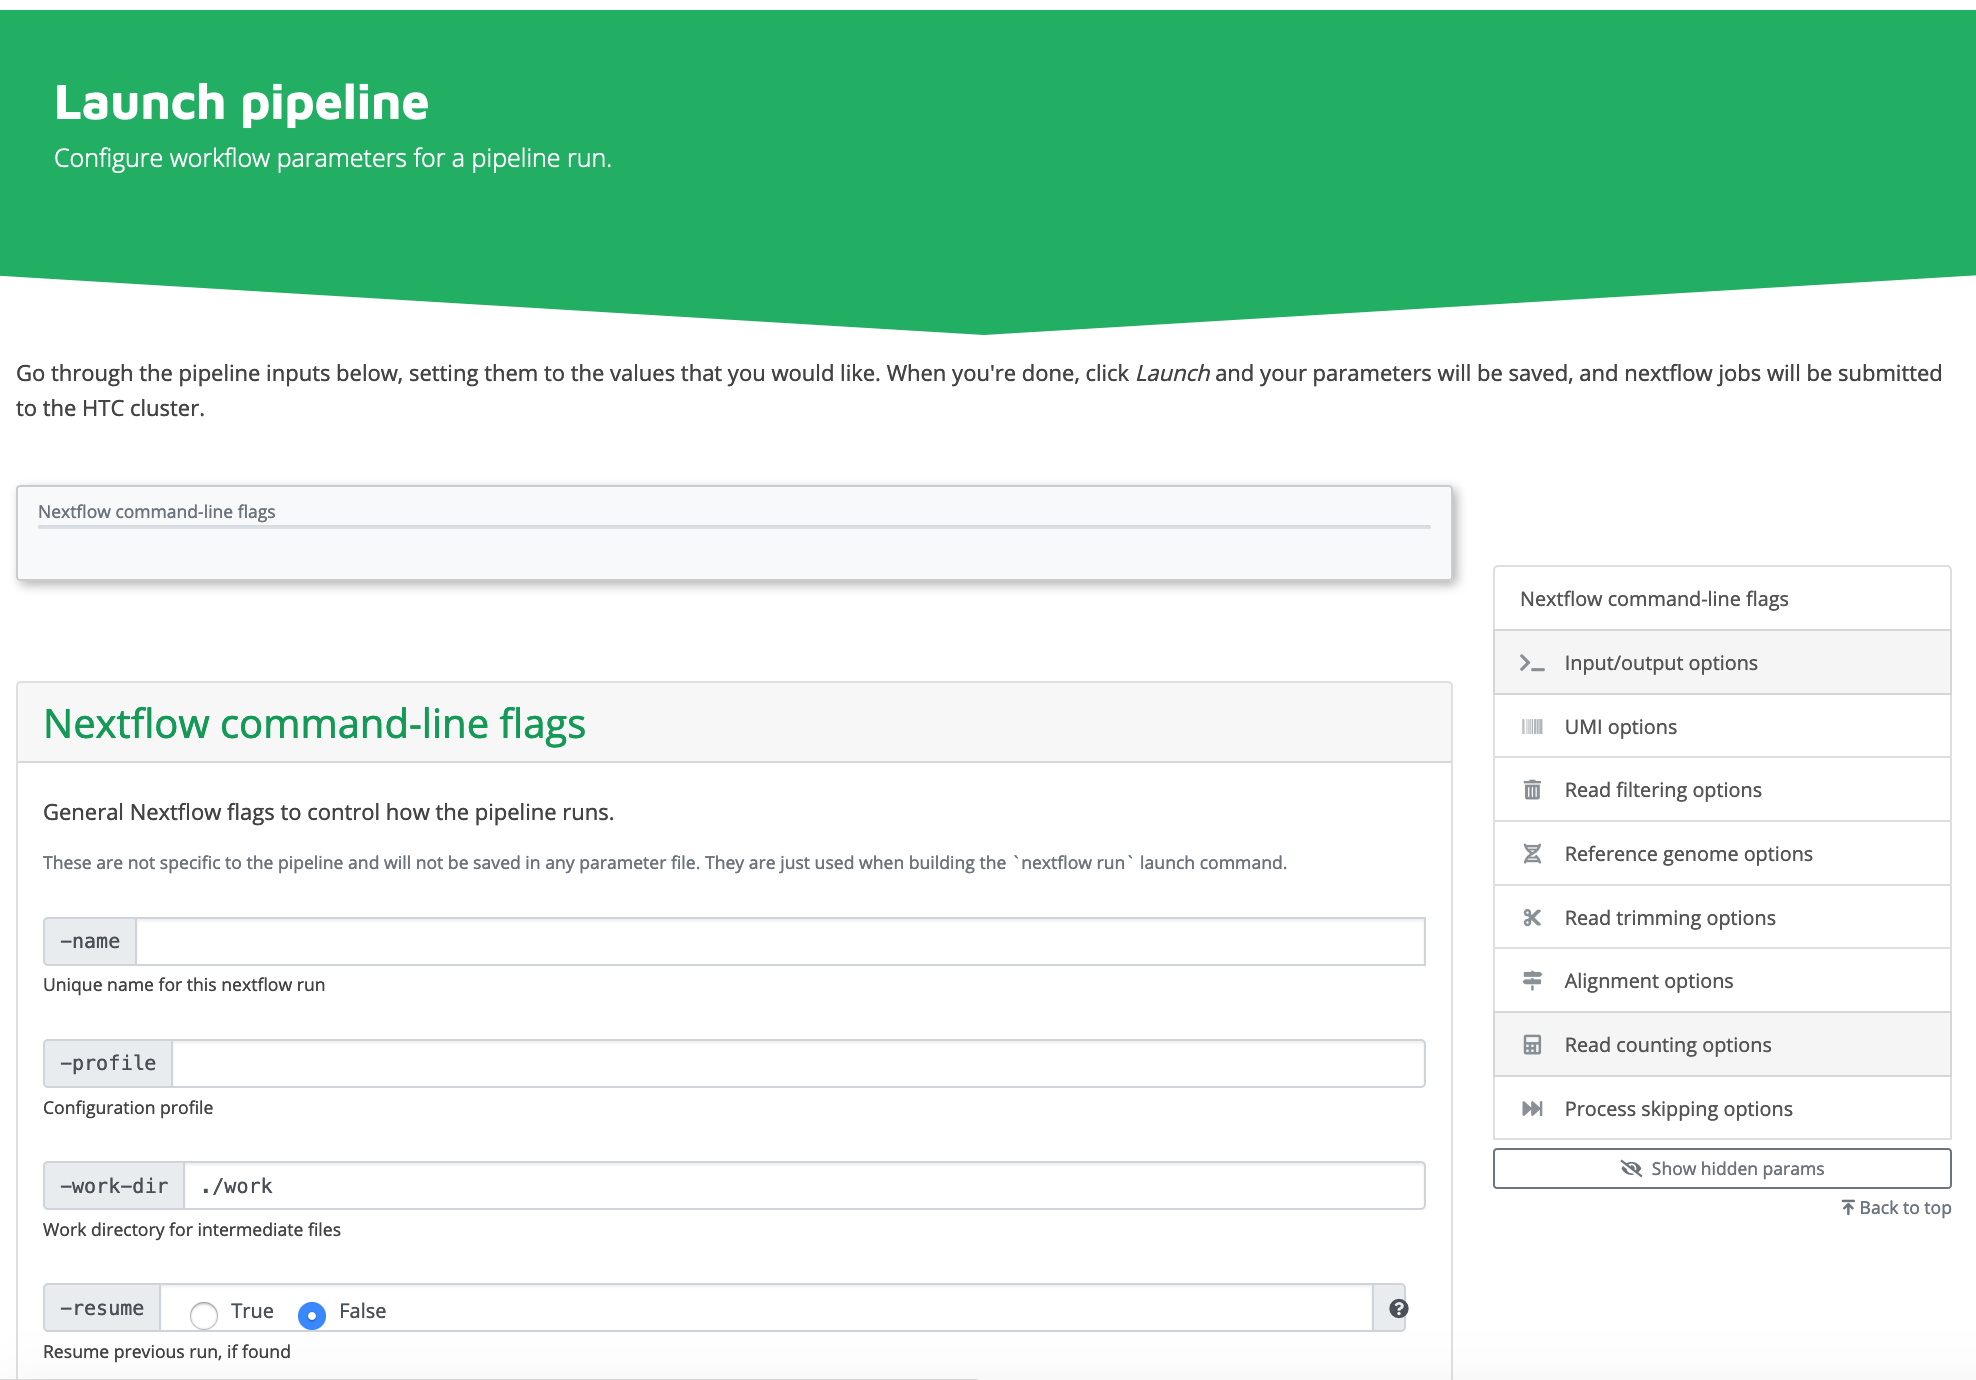 Launch pipeline
Configure workflow parameters for a pipeline run.
Go through the pipeline inputs below, setting them to the values that you would like. When you're done, click Launch and your parameters will be saved, and nextflow jobs will be submitted
to the HTC cluster.
Nextflow command-line flags
Nextflow command-line flags
General Nextflow flags to control how the pipeline runs.
These are not specific to the pipeline and will not be saved in any parameter file. They are just used when building the `nextflow run` launch command.
-name
Unique name for this nextflow run
-profile
Configuration profile
-work-dir ./work
Work directory for intermediate files
-resume True False ?
Resume previous run, if found
Nextflow command-line flags
Input/output options
UMI options
Read filtering options
Reference genome options
Read trimming options
Alignment options
Read counting options
Process skipping options
Show hidden params
Back to top